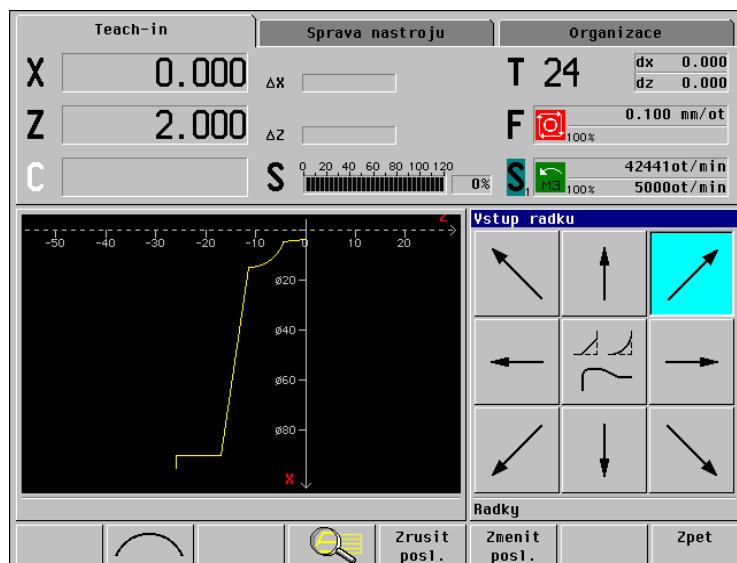 Teach-in
Sprava nastroju
Organizace
X 0.000 ΔX
T 24
dx 0.000
dz 0.000
Z 2.000 ΔZ
F 0.100 mm/ot
100%
C
S 0 20 40 60 80 100 120
0%
S1 M3 100%
42441ot/min
5000ot/min
Z
-50 -40 -30 -20 -10 0 10 20
ø20
ø40
ø60
ø80
X
Vstup radku
Radky
Zrusit
posl.
Zmenit
posl.
Zpet